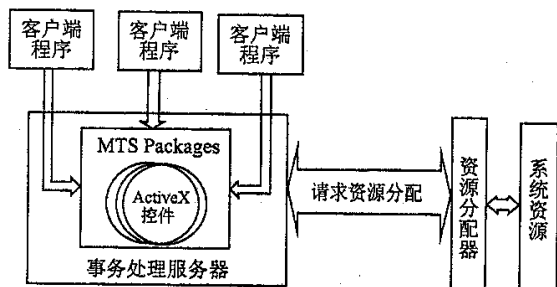 客户端
程序
客户端
程序
客户端
程序
MTS Packages
ActiveX
控件
事务处理服务器
请求资源分配
资源分配器
系统资源